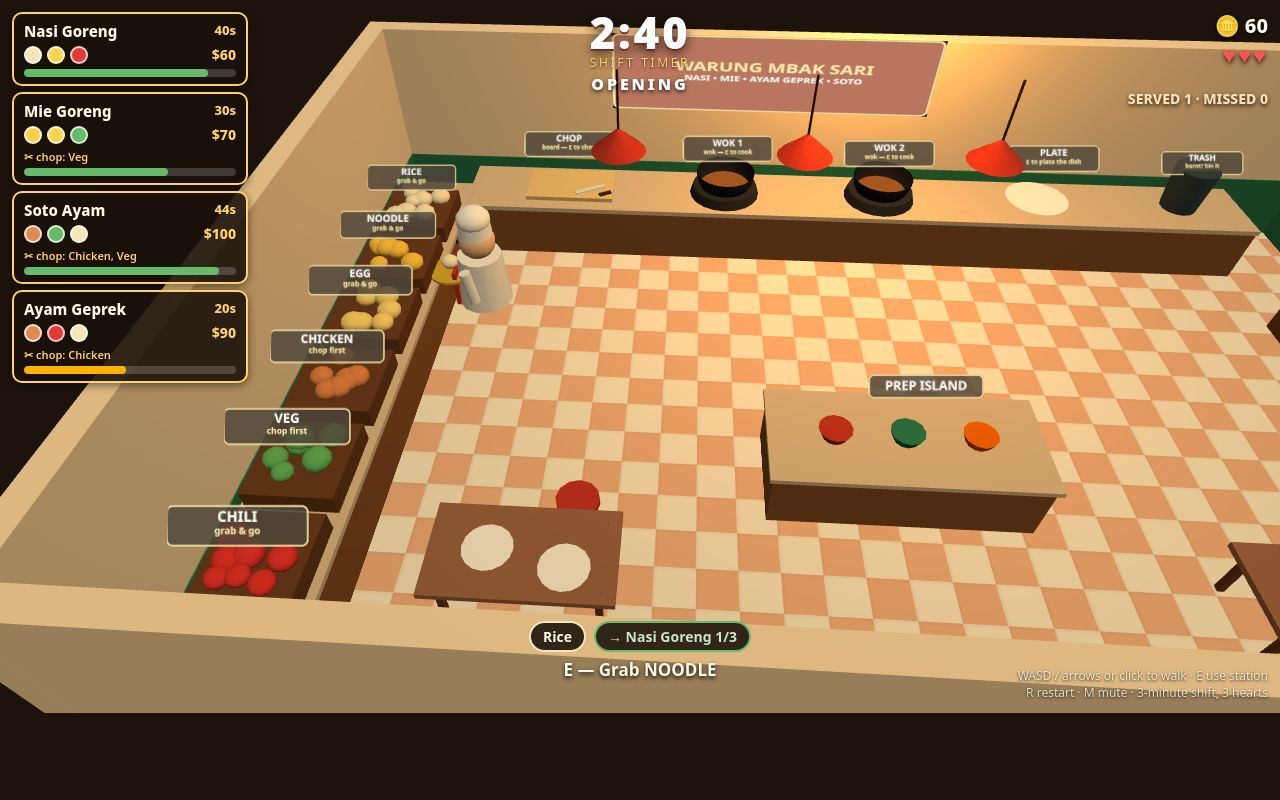 Nasi Goreng 40s
$60
Mie Goreng 30s
$70
✂ chop: Veg
Soto Ayam 44s
$100
✂ chop: Chicken, Veg
Ayam Geprek 20s
$90
✂ chop: Chicken
2:40
SHIFT TIMER
OPENING
WARUNG MBAK SARI
NASI • MIE • AYAM GEPREK • SOTO
60
SERVED 1 · MISSED 0
CHOP
board — E to
WOK 1
wok — E to cook
WOK 2
wok — E to cook
PLATE
E to plate the dish
TRASH
burnt? bin it
RICE
grab & go
NOODLE
grab & go
EGG
grab & go
CHICKEN
chop first
VEG
chop first
CHILI
grab & go
PREP ISLAND
Rice
→ Nasi Goreng 1/3
E — Grab NOODLE
WASD / arrows or click to walk · E use station
R restart · M mute · 3-minute shift, 3 hearts